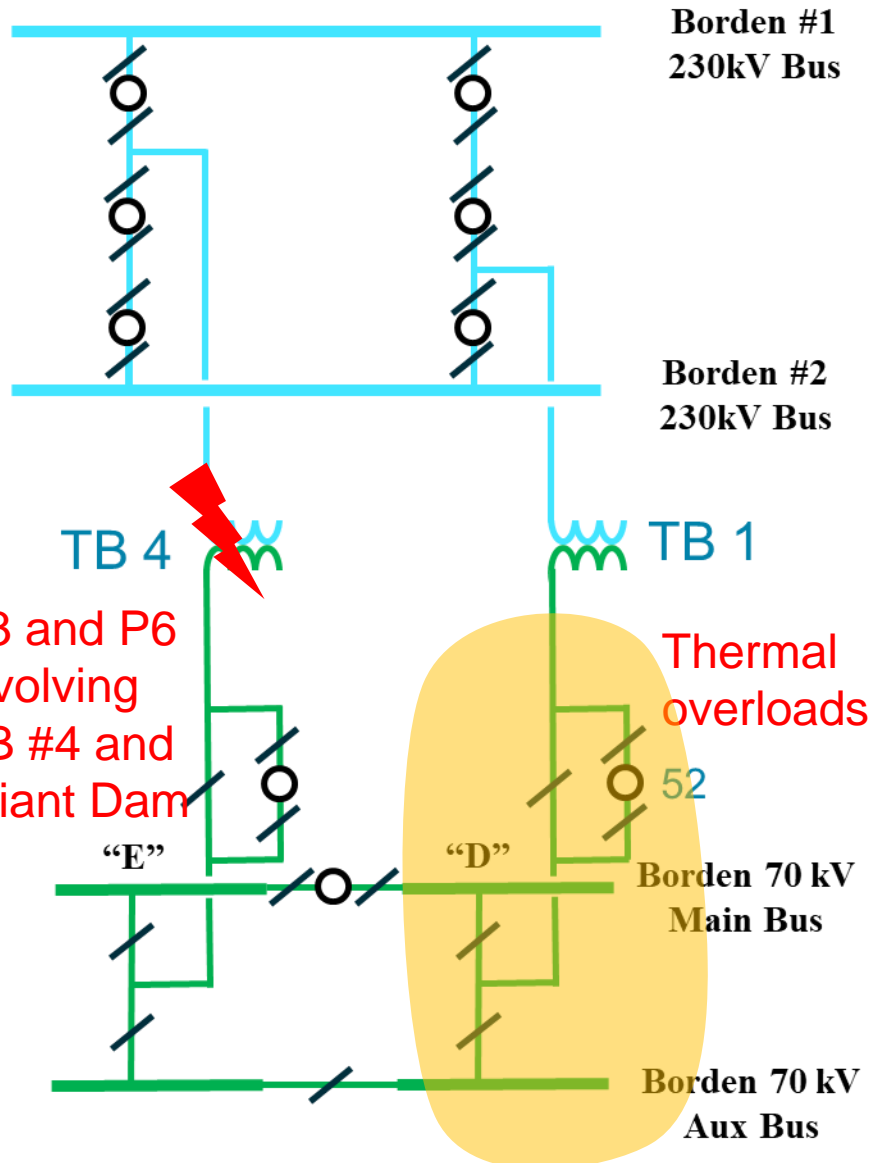 Borden #1
230kV Bus
Borden #2
230kV Bus
TB 4
TB 1
3 and P6
volving
3 #4 and
iant Dam
Thermal
overloads
52
“E”
“D”
Borden 70 kV
Main Bus
Borden 70 kV
Aux Bus